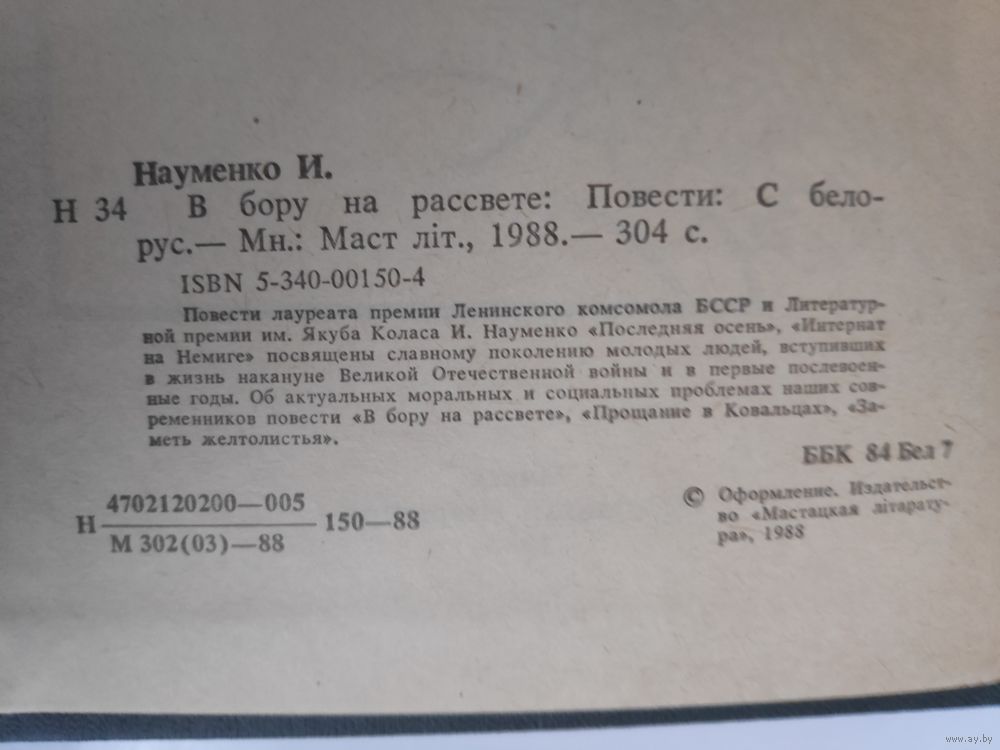 Науменко И.
Н 34 В бору на рассвете: Повести: С бело-
рус.— Мн.: Маст літ., 1988.— 304 с.
ISBN 5-340-00150-4
Повести лауреата премии Ленинского комсомола БССР и Литератур-
ной премии им. Якуба Коласа И. Науменко «Последняя осень», «Интернат
на Немиге» посвящены славному поколению молодых людей, вступивших
в жизнь накануне Великой Отечественной войны и в первые послевоен-
ные годы. Об актуальных моральных и социальных проблемах наших сов-
ременников повести «В бору на рассвете», «Прощание в Ковальцах», «За-
меть желтолистья».
ББК 84 Бел 7
Н 4702120200—005 150—88
М 302(03)—88
© Оформление. Издательст-
во «Мастацкая літарату-
ра», 1988
www.ay.by